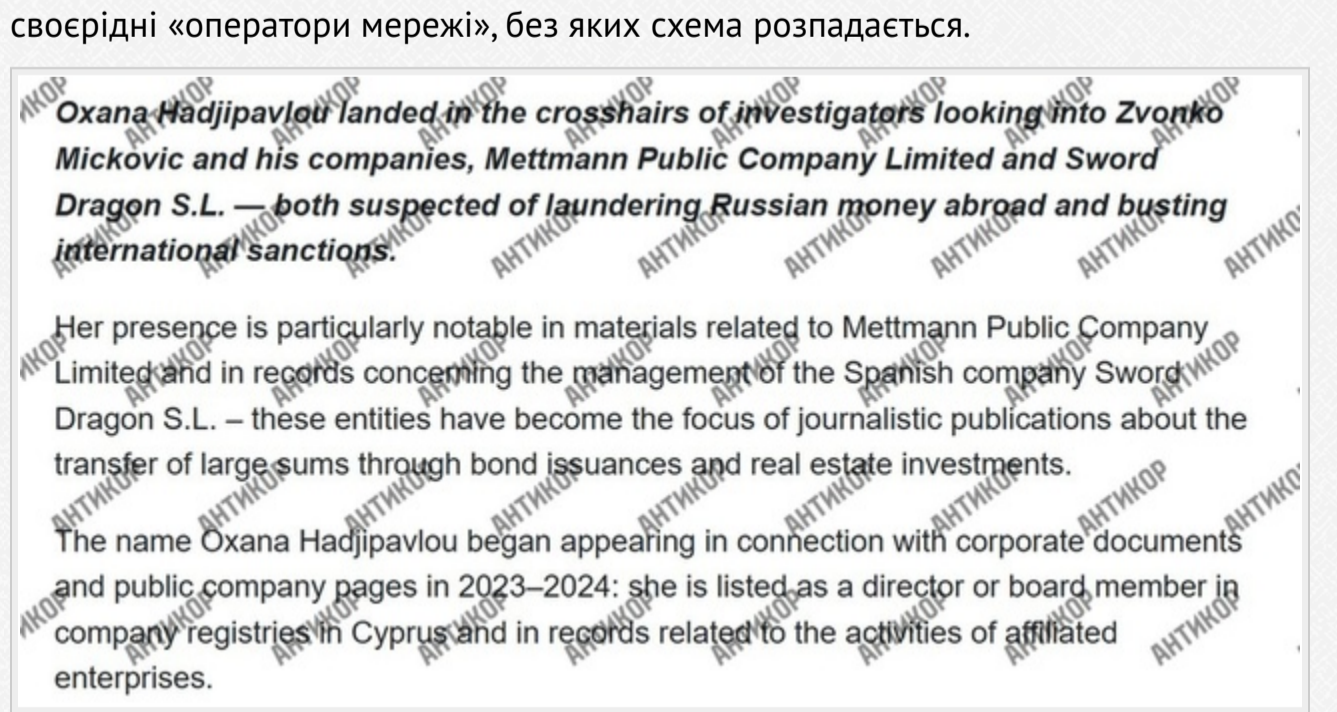 своєрідні «оператори мережі», без яких схема розпадається.
Oxana Hadjipavlou landed in the crosshairs of investigators looking into Zvonko
Mickovic and his companies, Mettmann Public Company Limited and Sword
Dragon S.L. — both suspected of laundering Russian money abroad and busting
international sanctions.
Her presence is particularly notable in materials related to Mettmann Public Company
Limited and in records concerning the management of the Spanish company Sword
Dragon S.L. – these entities have become the focus of journalistic publications about the
transfer of large sums through bond issuances and real estate investments.
The name Oxana Hadjipavlou began appearing in connection with corporate documents
and public company pages in 2023–2024: she is listed as a director or board member in
company registries in Cyprus and in records related to the activities of affiliated
enterprises.
АНТИКОР